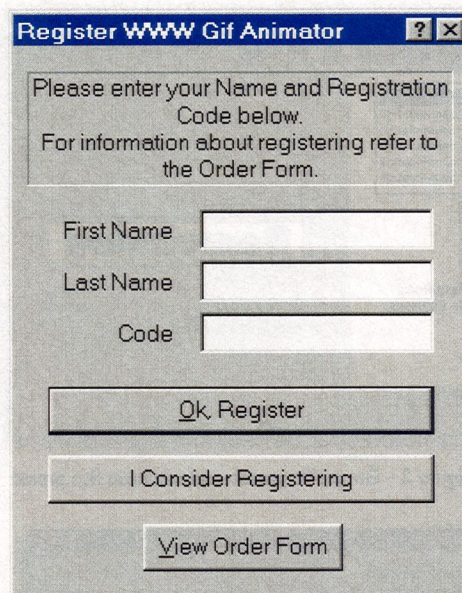 Register WWW Gif Animator
Please enter your Name and Registration
Code below.
For information about registering refer to
the Order Form.
First Name
Last Name
Code
Ok, Register
I Consider Registering
View Order Form